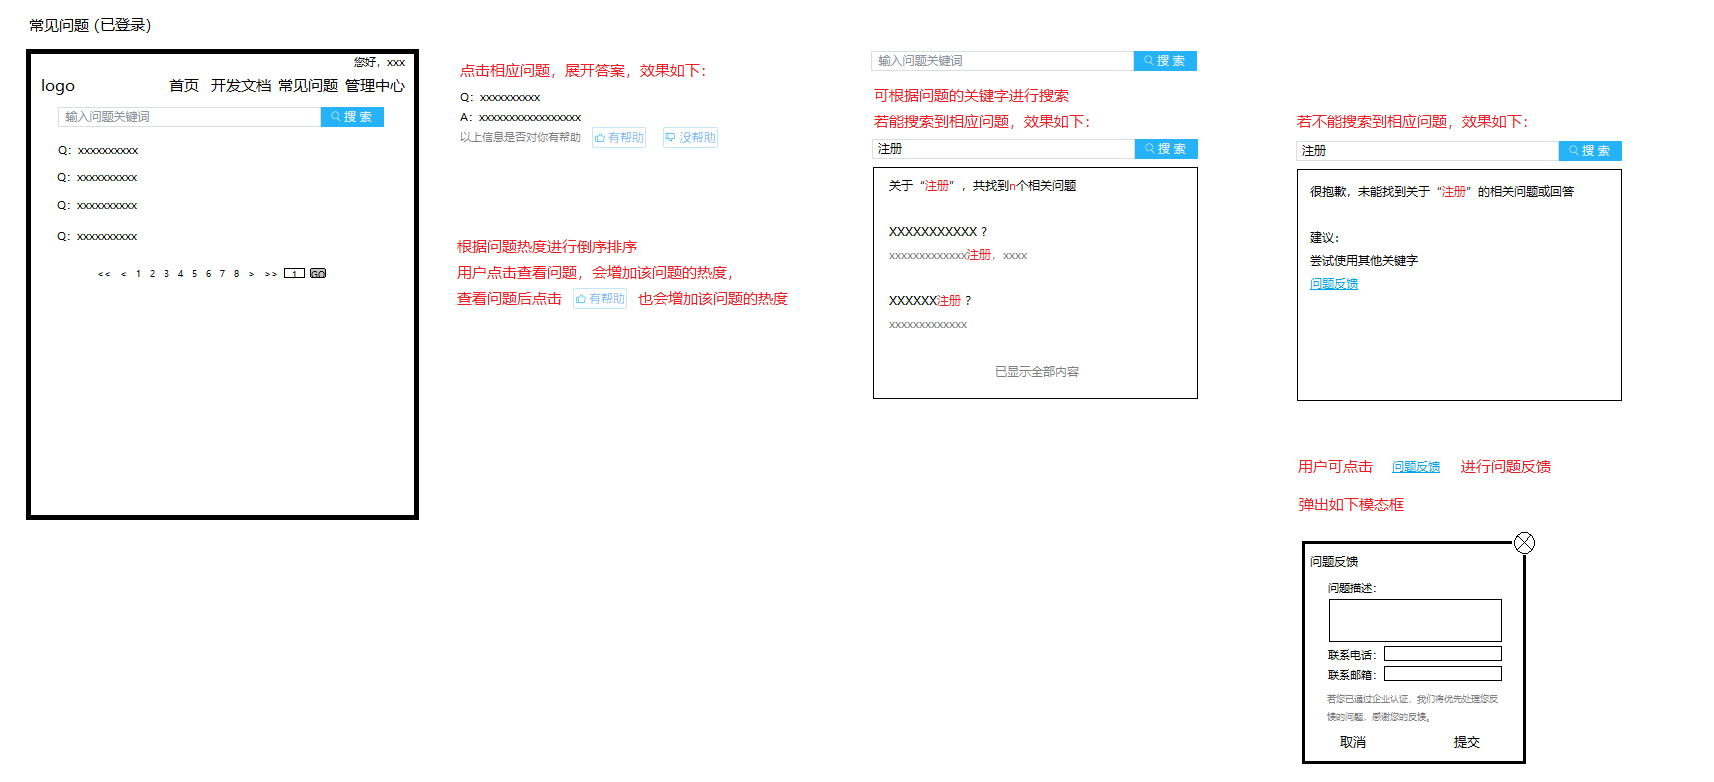 常见问题 (已登录)
您好，xxx
logo
首页 开发文档 常见问题 管理中心
输入问题关键词
搜 索
Q：xxxxxxxxxx
Q：xxxxxxxxxx
Q：xxxxxxxxxx
Q：xxxxxxxxxx
<< < 1 2 3 4 5 6 7 8 > >> 1 GO
点击相应问题，展开答案，效果如下：
Q：xxxxxxxxxx
A：xxxxxxxxxxxxxxxxx
以上信息是否对你有帮助 有帮助 没帮助
根据问题热度进行倒序排序
用户点击查看问题，会增加该问题的热度，
查看问题后点击 有帮助 也会增加该问题的热度
输入问题关键词
搜 索
可根据问题的关键字进行搜索
若能搜索到相应问题，效果如下：
注册
搜 索
关于“注册”，共找到n个相关问题
XXXXXXXXXXX ?
xxxxxxxxxxxxx注册，xxxx
XXXXXX注册 ?
xxxxxxxxxxxxx
已显示全部内容
若不能搜索到相应问题，效果如下：
注册
搜 索
很抱歉，未能找到关于“注册”的相关问题或回答
建议：
尝试使用其他关键字
问题反馈
用户可点击 问题反馈 进行问题反馈
弹出如下模态框
问题反馈
问题描述：
联系电话：
联系邮箱：
若您已通过企业认证，我们将优先处理您反
馈的问题，感谢您的反馈。
取消 提交